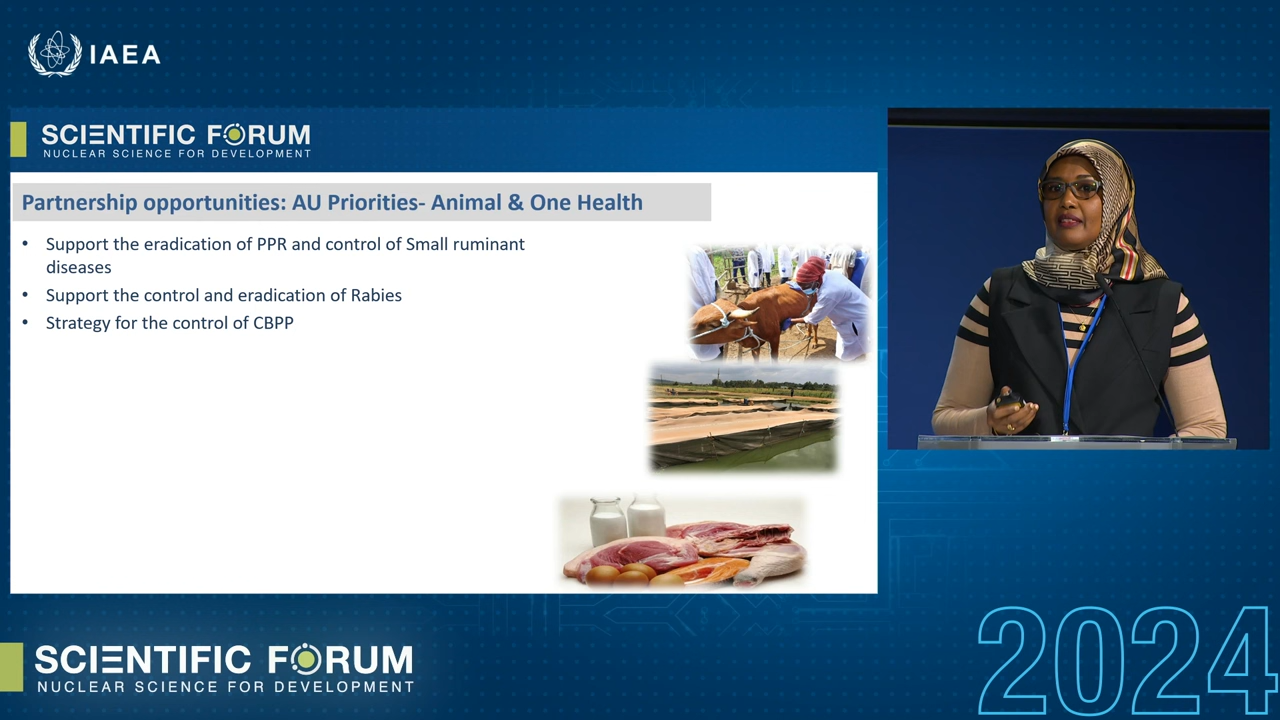 IAEA
SCIENTIFIC FORUM
NUCLEAR SCIENCE FOR DEVELOPMENT
Partnership opportunities: AU Priorities- Animal & One Health
• Support the eradication of PPR and control of Small ruminant
diseases
• Support the control and eradication of Rabies
• Strategy for the control of CBPP
SCIENTIFIC FORUM
NUCLEAR SCIENCE FOR DEVELOPMENT
2024